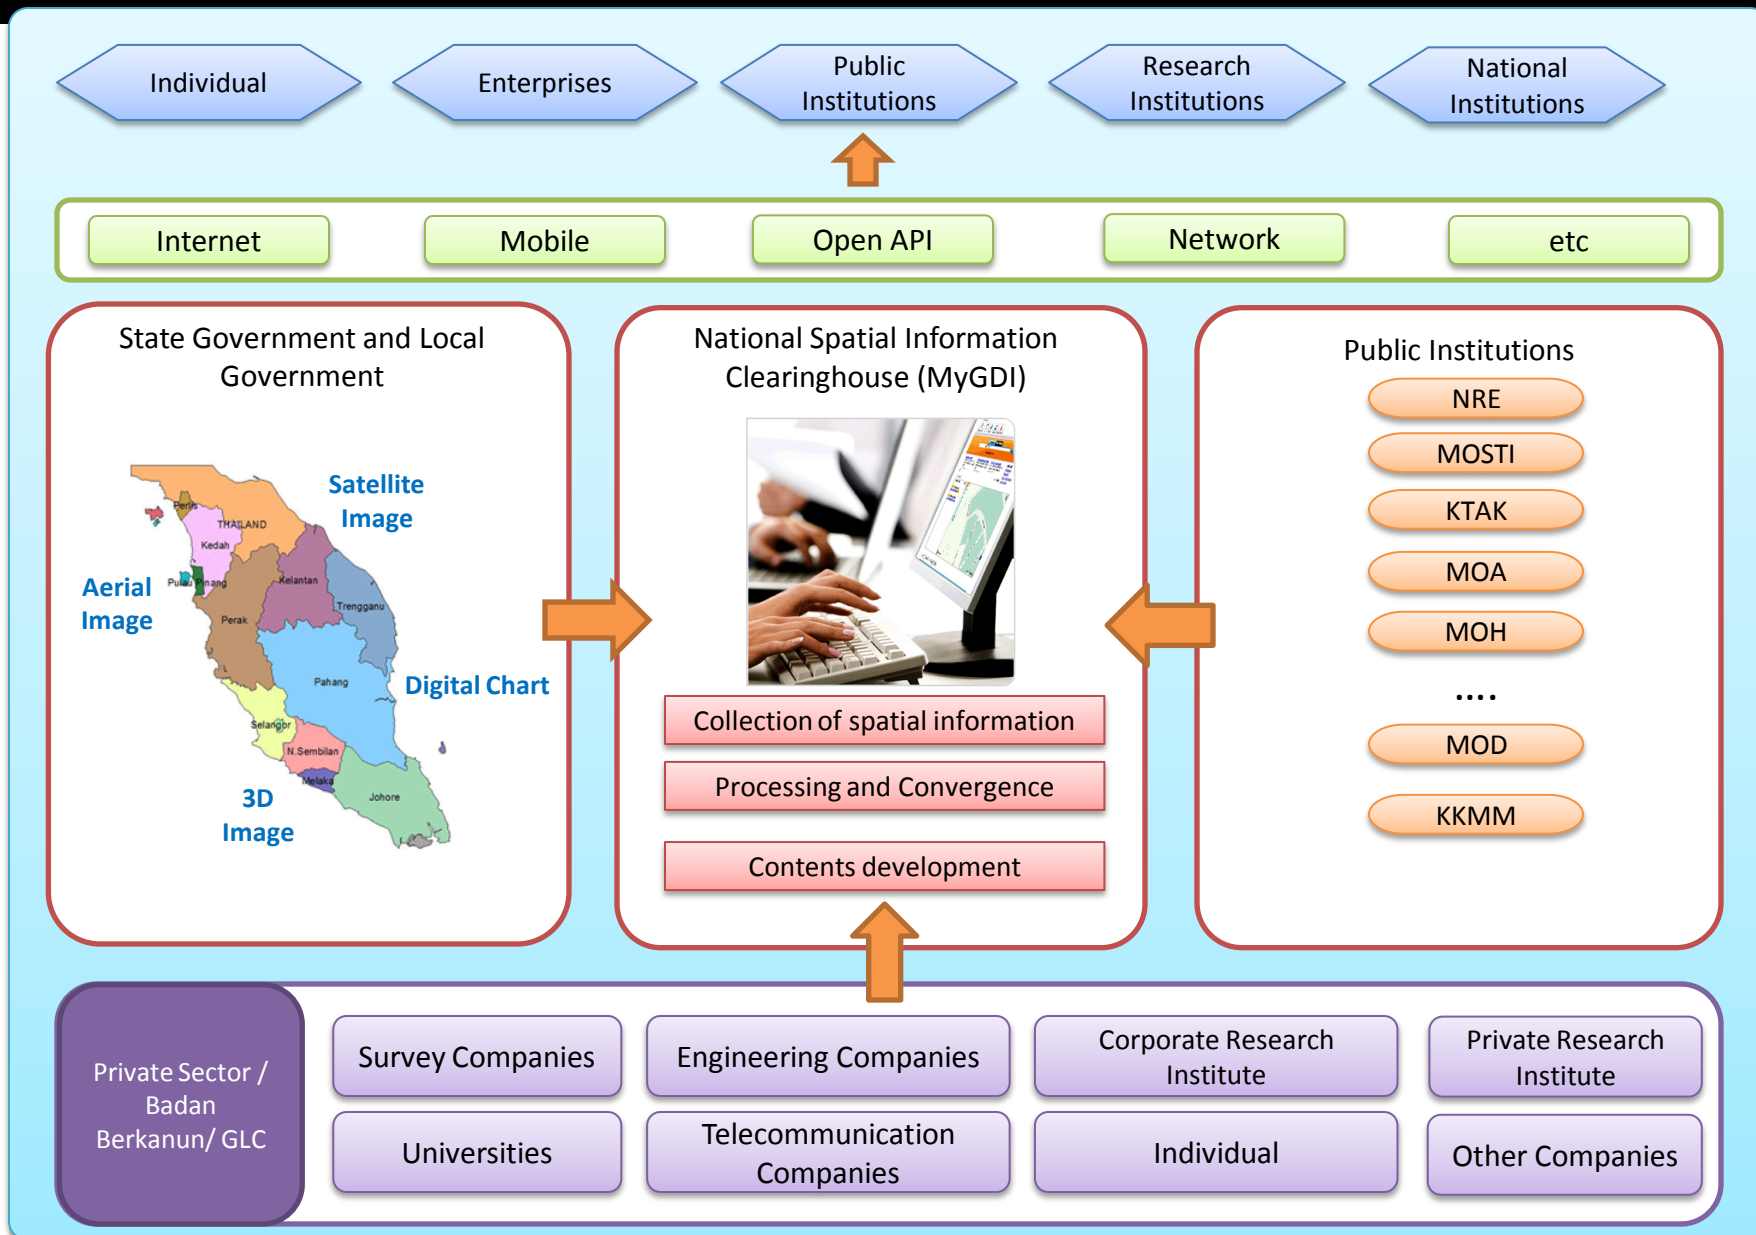 Individual
Enterprises
Public
Institutions
Research
Institutions
National
Institutions
Internet
Mobile
Open API
Network
etc
State Government and Local
Government
Satellite
Image
Aerial
Image
Digital Chart
3D
Image
Perlis
THAILAND
Kedah
Pulau Pinang
Kelantan
Trengganu
Perak
Pahang
Selangor
N.Sembilan
Melaka
Johore
National Spatial Information
Clearinghouse (MyGDI)
Collection of spatial information
Processing and Convergence
Contents development
Public Institutions
NRE
MOSTI
KTAK
MOA
MOH
....
MOD
KKMM
Private Sector /
Badan
Berkanun/ GLC
Survey Companies
Engineering Companies
Corporate Research
Institute
Private Research
Institute
Universities
Telecommunication
Companies
Individual
Other Companies